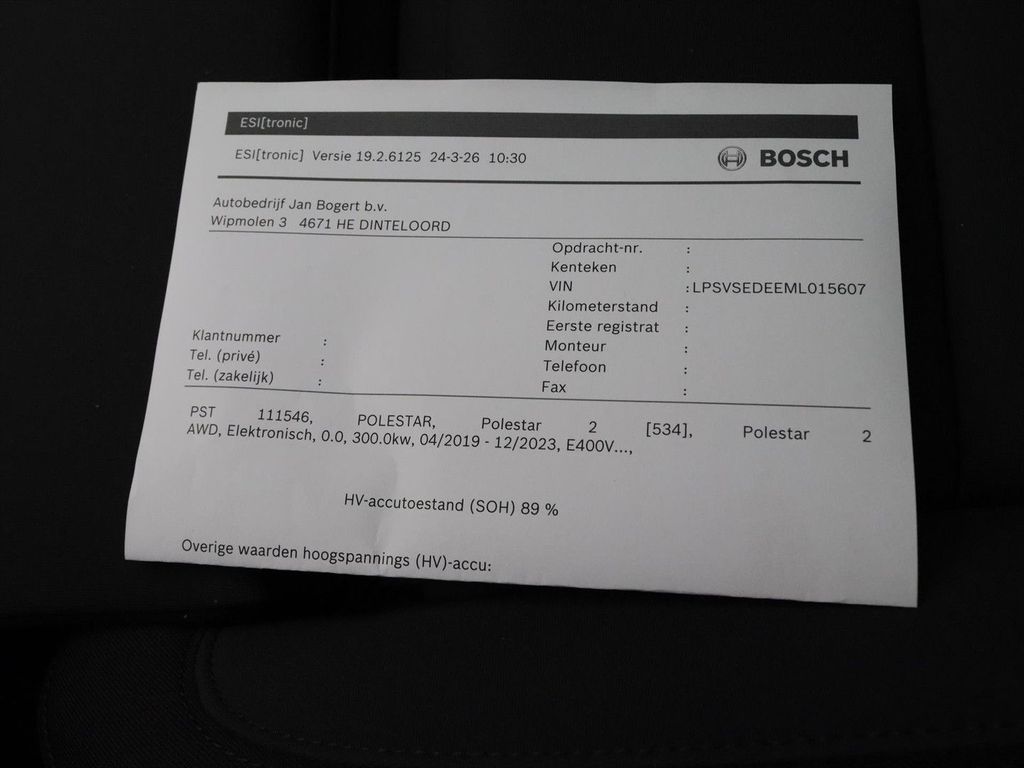 ESI[tronic]
ESI[tronic] Versie 19.2.6125 24-3-26 10:30
BOSCH
Autobedrijf Jan Bogert b.v.
Wipmolen 3 4671 HE DINTELOORD
Opdracht-nr. :
Kenteken :
VIN :LPSVSEDEEML015607
Kilometerstand :
Eerste registrat :
Monteur :
Telefoon :
Fax :
Klantnummer :
Tel. (privé) :
Tel. (zakelijk) :
PST 111546, POLESTAR, Polestar 2 [534], Polestar 2
AWD, Elektronisch, 0.0, 300.0kw, 04/2019 - 12/2023, E400V...,
HV-accutoestand (SOH) 89 %
Overige waarden hoogspannings (HV)-accu: